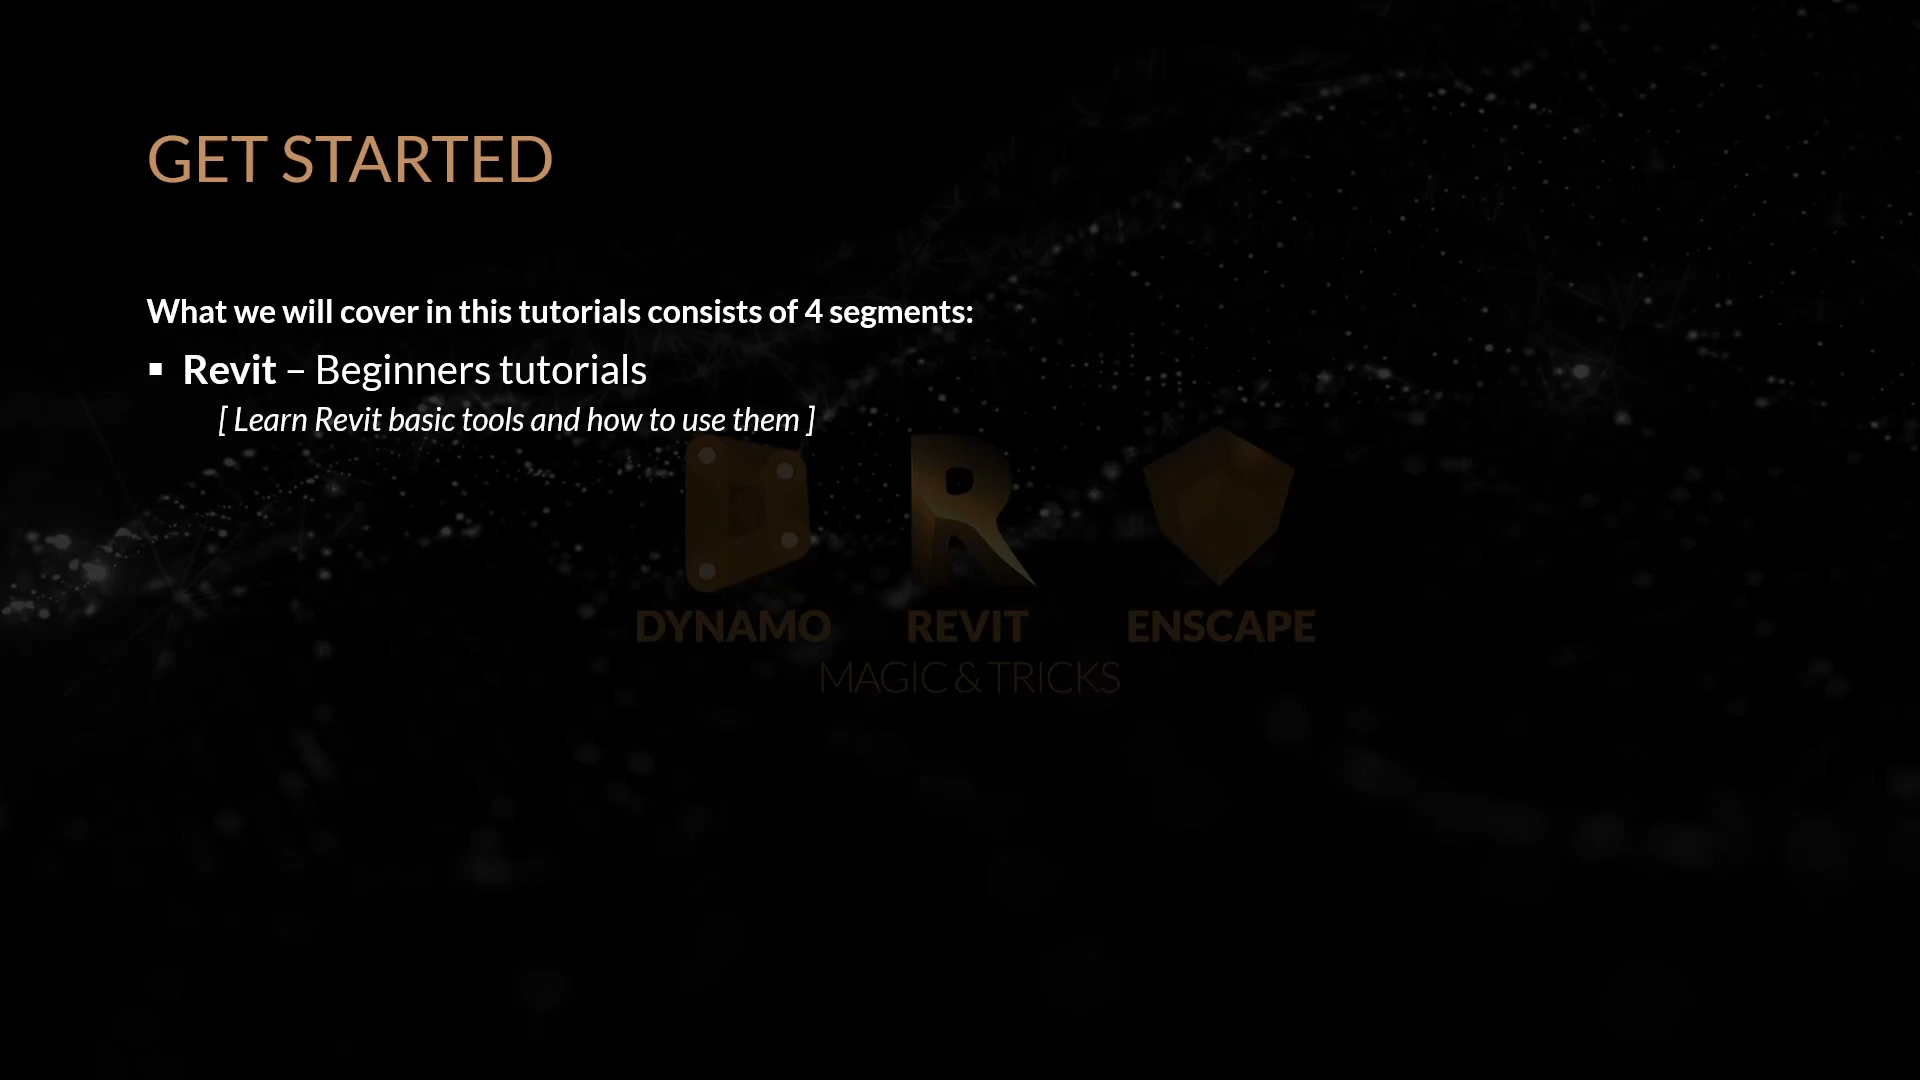 GET STARTED
What we will cover in this tutorials consists of 4 segments:
▪ Revit – Beginners tutorials
[ Learn Revit basic tools and how to use them ]
DYNAMO REVIT ENSCAPE
MAGIC & TRICKS